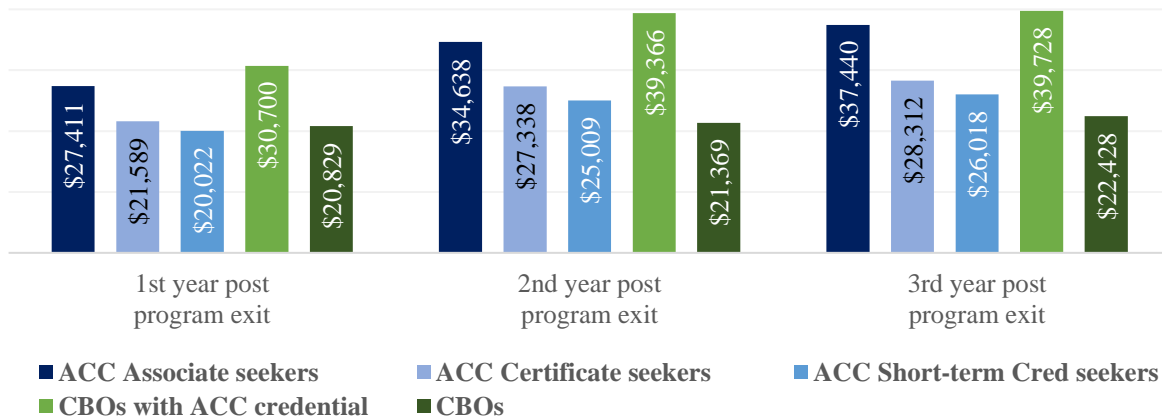 $27,411
$21,589
$20,022
$30,700
$20,829
$34,638
$27,338
$25,009
$39,366
$21,369
$37,440
$28,312
$26,018
$39,728
$22,428
1st year post
program exit
2nd year post
program exit
3rd year post
program exit
ACC Associate seekers
ACC Certificate seekers
ACC Short-term Cred seekers
CBOs with ACC credential
CBOs